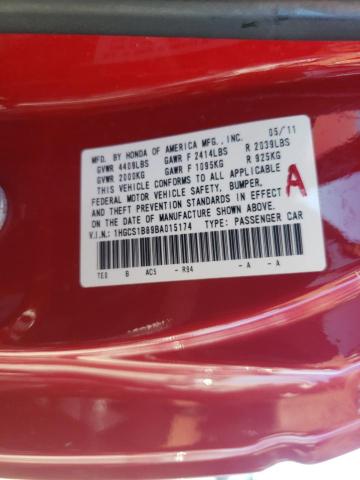 MFD. BY HONDA OF AMERICA MFG., INC. 05/11
GVWR 4409LBS GAWR F 2414LBS R 2039LBS
GVWR 2000KG GAWR F 1095KG R 925KG
THIS VEHICLE CONFORMS TO ALL APPLICABLE
FEDERAL MOTOR VEHICLE SAFETY, BUMPER,
AND THEFT PREVENTION STANDARDS IN EFFECT ON
THE DATE OF MANUFACTURE SHOWN ABOVE.
V.I.N.: 1HGCS1B89BA015174 TYPE: PASSENGER CAR
A
TE0 B AC5 - R94 - A - A